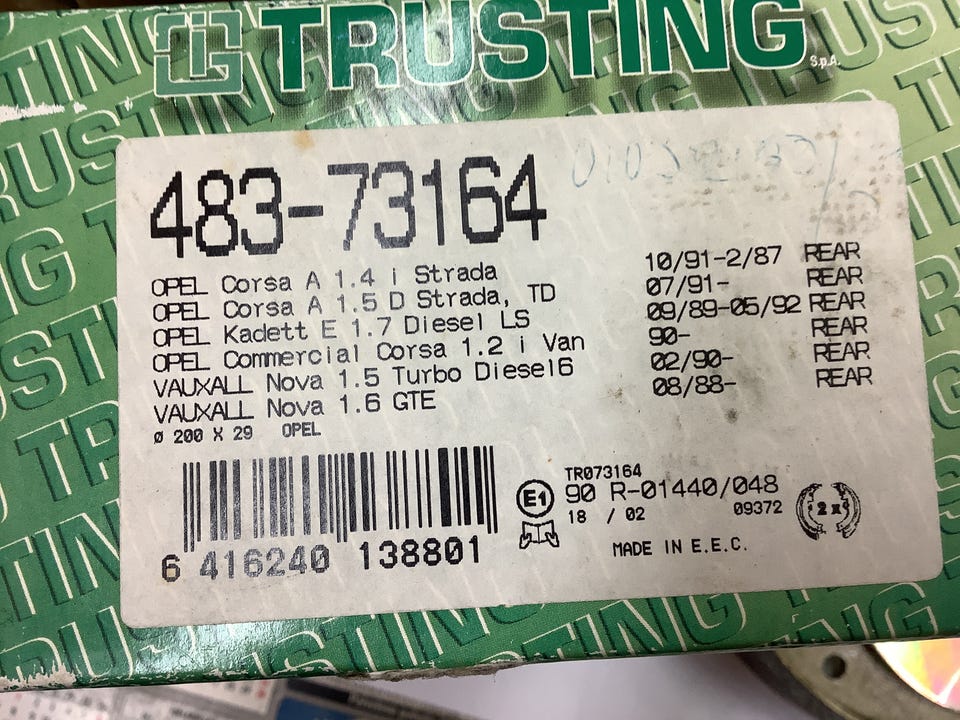 TRUSTING S.p.A.
483-73164
OPEL Corsa A 1.4 i Strada 10/91-2/87 REAR
OPEL Corsa A 1.5 D Strada, TD 07/91- REAR
OPEL Kadett E 1.7 Diesel LS 09/89-05/92 REAR
OPEL Commercial Corsa 1.2 i Van 90- REAR
VAUXALL Nova 1.5 Turbo Diesel6 02/90- REAR
VAUXALL Nova 1.6 GTE 08/88- REAR
Ø 200 X 29 OPEL
TR073164
E1 90 R-01440/048
18 / 02 09372
2x
MADE IN E.E.C.
6 416240 138801